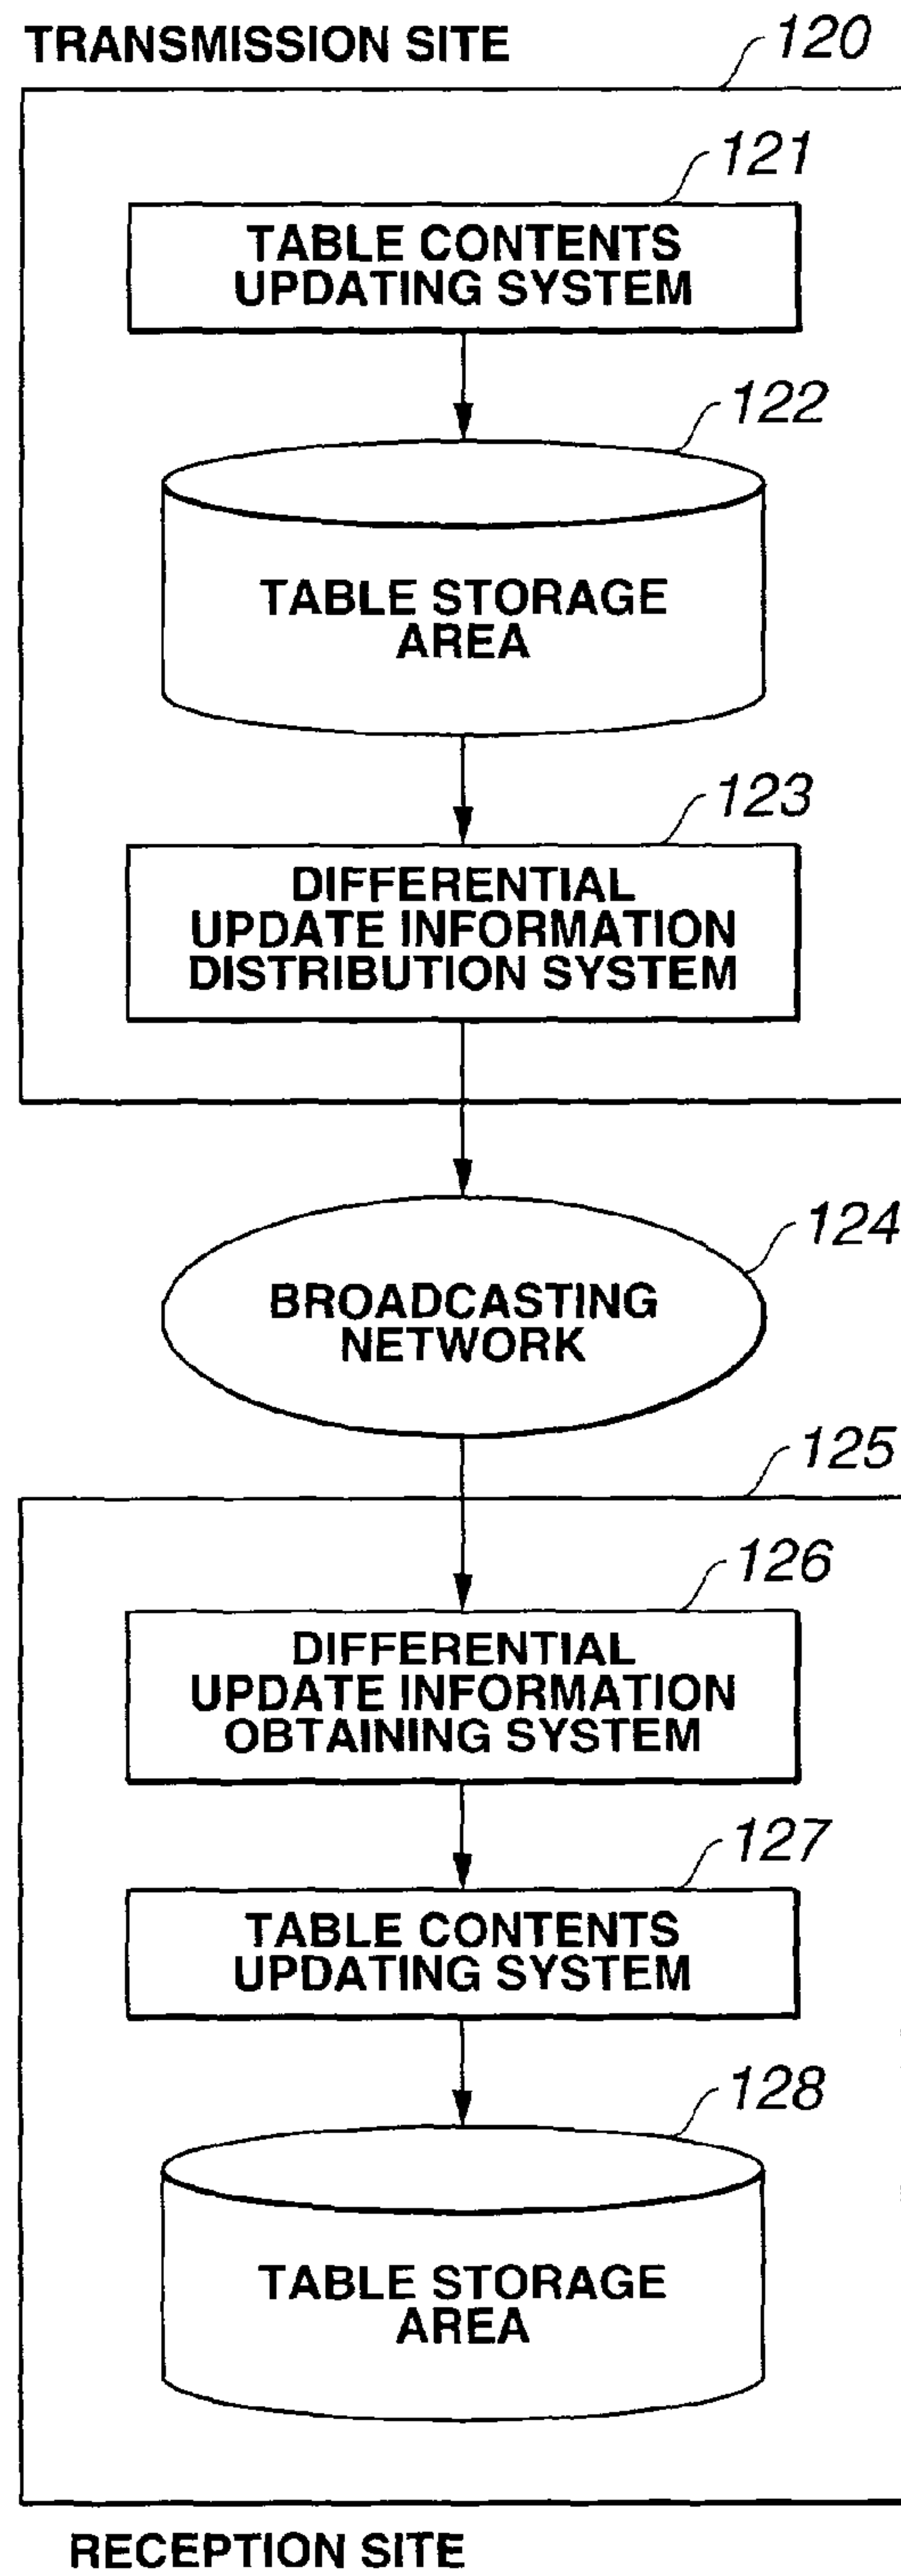 TRANSMISSION SITE
120
121
TABLE CONTENTS
UPDATING SYSTEM
122
TABLE STORAGE
AREA
123
DIFFERENTIAL
UPDATE INFORMATION
DISTRIBUTION SYSTEM
124
BROADCASTING
NETWORK
125
126
DIFFERENTIAL
UPDATE INFORMATION
OBTAINING SYSTEM
127
TABLE CONTENTS
UPDATING SYSTEM
128
TABLE STORAGE
AREA
RECEPTION SITE